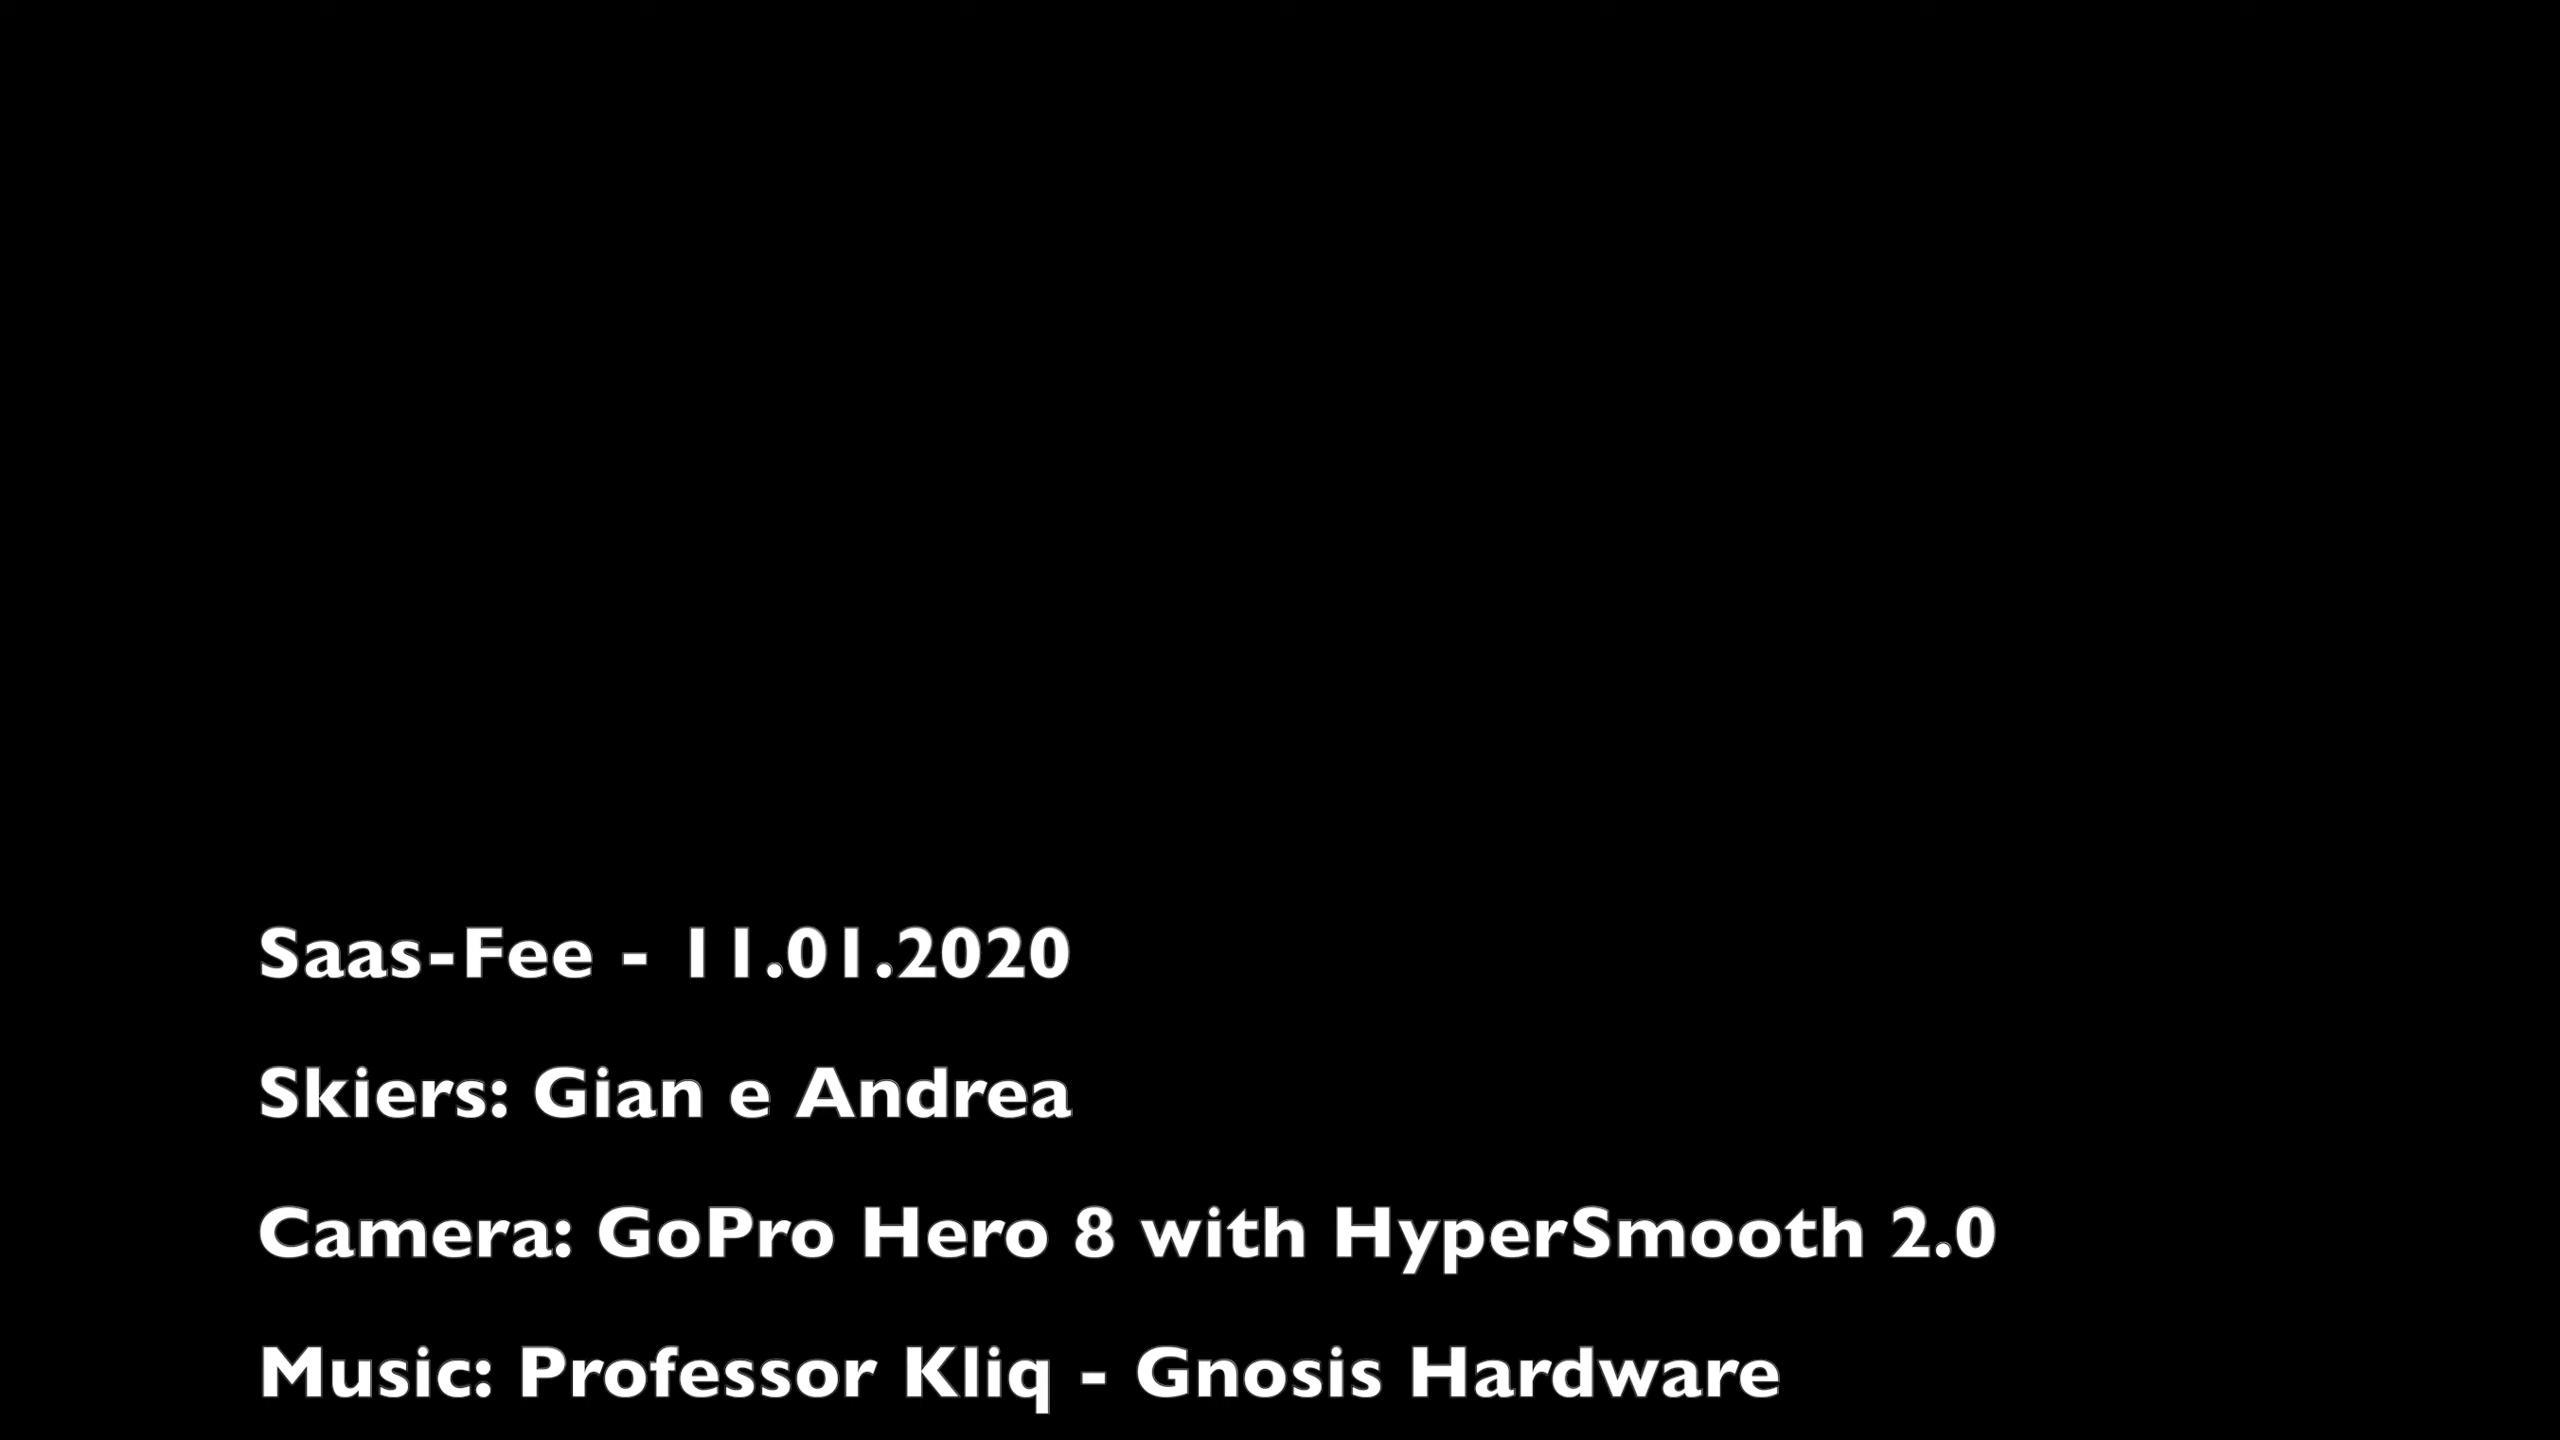 Saas-Fee - 11.01.2020
Skiers: Gian e Andrea
Camera: GoPro Hero 8 with HyperSmooth 2.0
Music: Professor Kliq - Gnosis Hardware